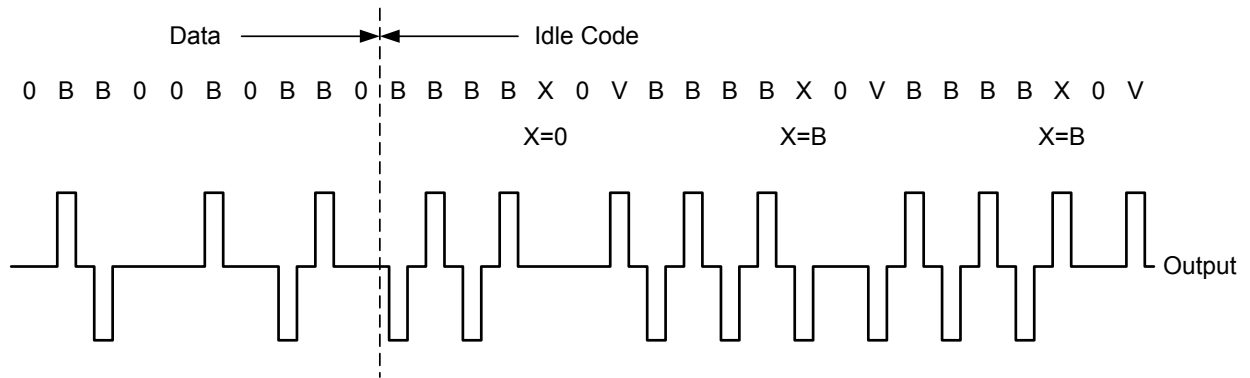 Data Idle Code
0 B B 0 0 B 0 B B 0 B B B B X 0 V B B B B X 0 V B B B B X 0 V
X=0 X=B X=B
Output